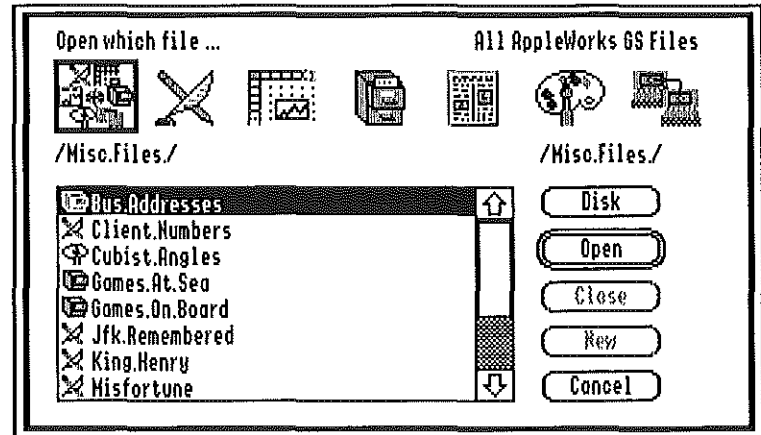 Open which file ...
All AppleWorks GS Files
/Misc.Files./
/Misc.Files./
Bus.Addresses
Client.Numbers
Cubist.Angles
Games.At.Sea
Games.On.Board
Jfk.Remembered
King.Henry
Misfortune
Disk
Open
Close
New
Cancel